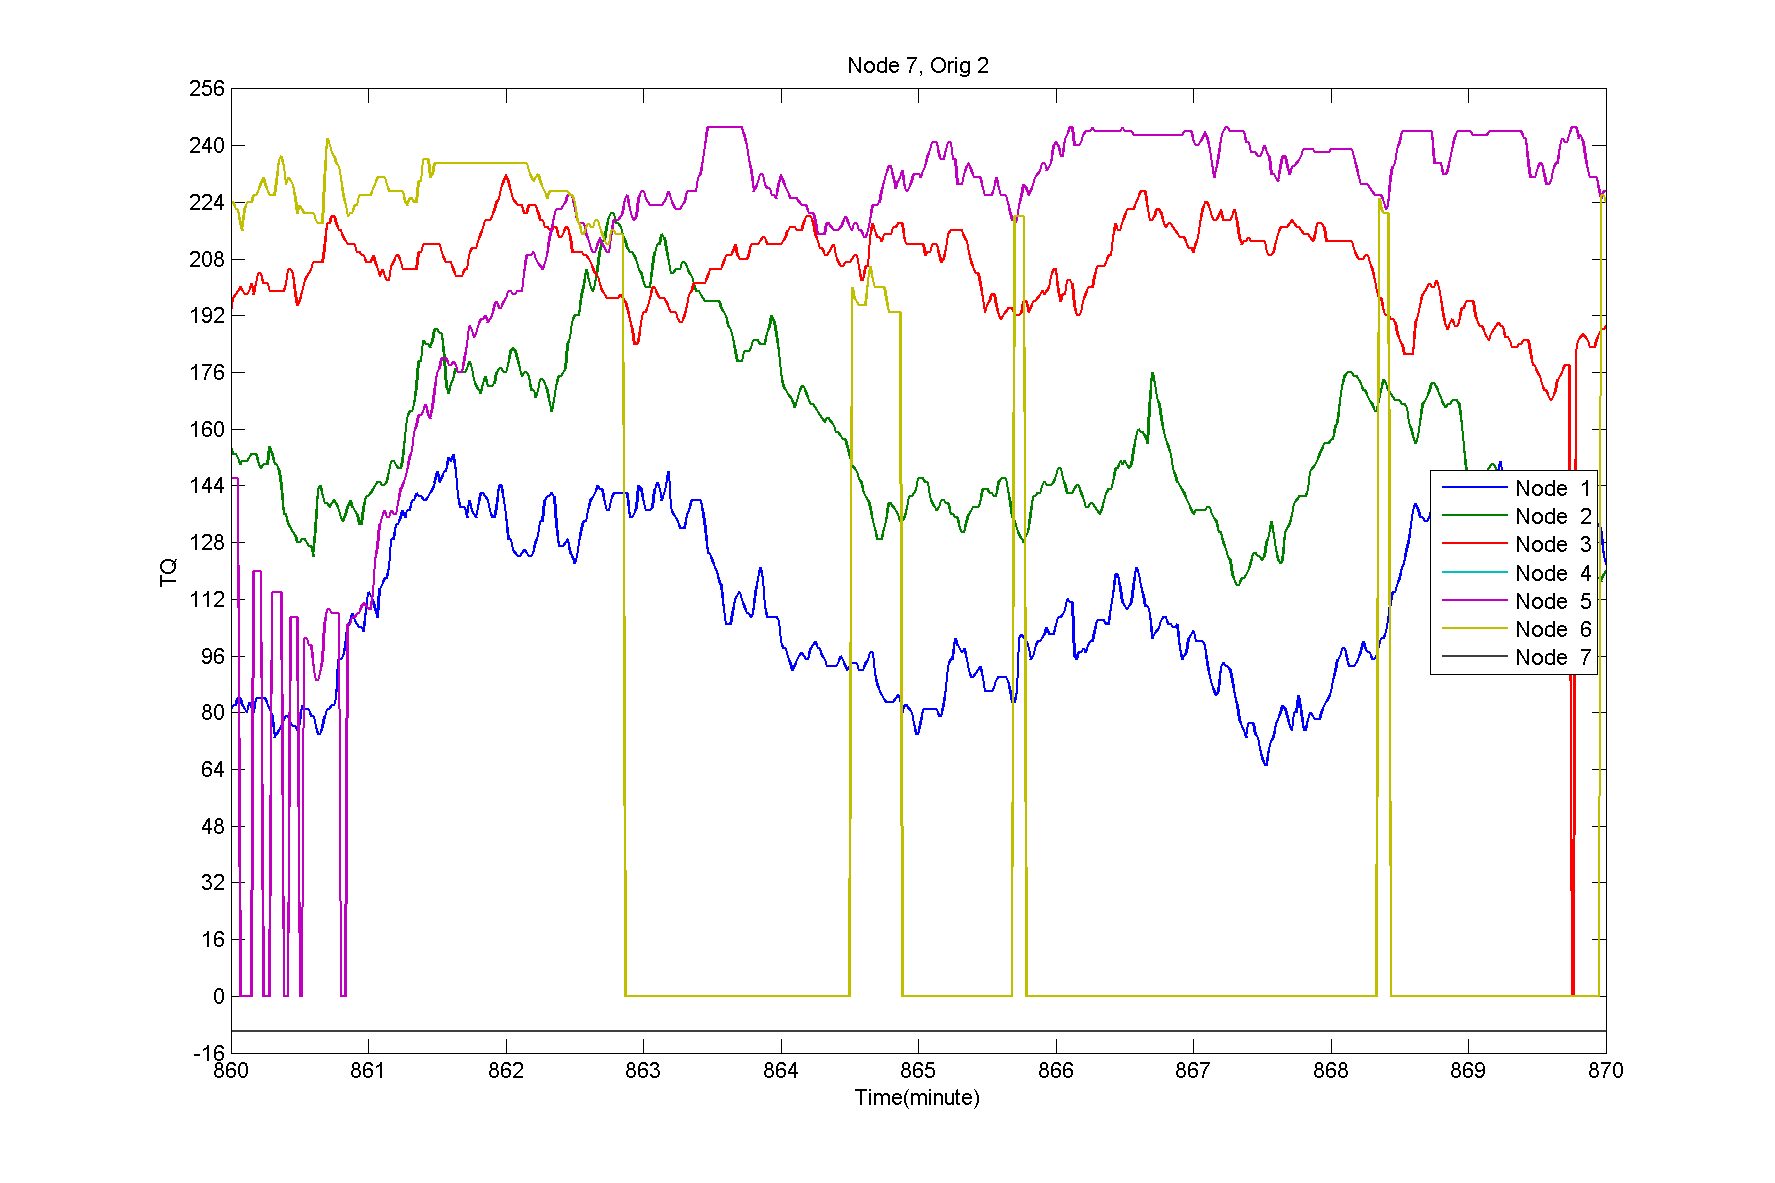 Node 7, Orig 2
256
240
224
208
192
176
160
144
128
112
96
80
64
48
32
16
0
-16
TQ
Node 1
Node 2
Node 3
Node 4
Node 5
Node 6
Node 7
860 861 862 863 864 865 866 867 868 869 870
Time(minute)